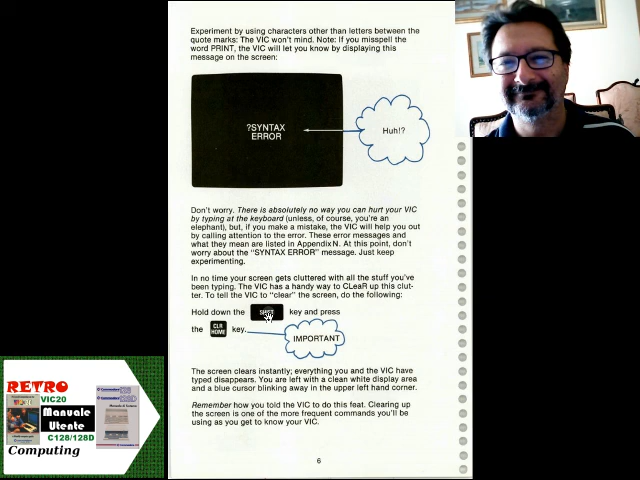 Experiment by using characters other than letters between the
quote marks: The VIC won't mind. Note: If you misspell the
word PRINT, the VIC will let you know by displaying this
message on the screen:
?SYNTAX
ERROR
Huh!?
Don't worry. There is absolutely no way you can hurt your VIC
by typing at the keyboard (unless, of course, you're an
elephant), but, if you make a mistake, the VIC will help you out
by calling attention to the error. These error messages and
what they mean are listed in Appendix N. At this point, don't
worry about the "SYNTAX ERROR" message. Just keep
experimenting.
In no time your screen gets cluttered with all the stuff you've
been typing. The VIC has a handy way to CLeaR up this clut-
ter. To tell the VIC to "clear" the screen, do the following:
Hold down the SHIFT key and press
the CLR HOME key.
IMPORTANT
The screen clears instantly; everything you and the VIC have
typed disappears. You are left with a clean white display area
and a blue cursor blinking away in the upper left hand corner.
Remember how you told the VIC to do this feat. Clearing up
the screen is one of the more frequent commands you'll be
using as you get to know your VIC.
6
RETRO
VIC20
Manuale
Utente
C128/128D
Computing